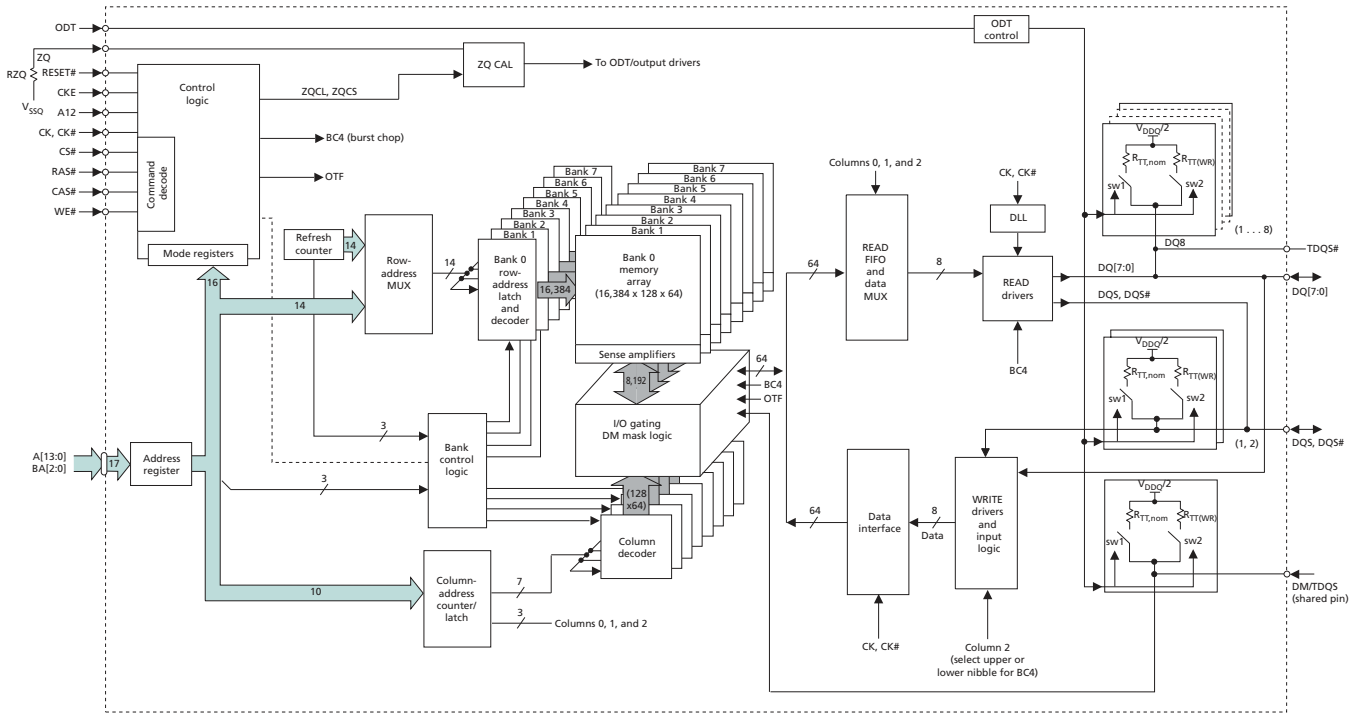 ODT
ODT
control
ZQ
RZQ
V_SSQ
RESET#
CKE
A12
CK, CK#
CS#
RAS#
CAS#
WE#
Control
logic
Command
decode
Mode registers
ZQ CAL
To ODT/output drivers
ZQCL, ZQCS
BC4 (burst chop)
OTF
Refresh
counter
14
Row-
address
MUX
14
16
14
Bank 7
Bank 6
Bank 5
Bank 4
Bank 3
Bank 2
Bank 1
Bank 0
row-
address
latch
and
decoder
16,384
Bank 7
Bank 6
Bank 5
Bank 4
Bank 3
Bank 2
Bank 1
Bank 0
memory
array
(16,384 x 128 x 64)
Sense amplifiers
8,192
64
BC4
OTF
I/O gating
DM mask logic
(128
x64)
Column
decoder
3
Bank
control
logic
3
A[13:0]
BA[2:0]
17
Address
register
10
Column-
address
counter/
latch
7
3
Columns 0, 1, and 2
Columns 0, 1, and 2
64
READ
FIFO
and
data
MUX
8
CK, CK#
DLL
READ
drivers
BC4
DQ8
DQ[7:0]
DQS, DQS#
64
Data
interface
CK, CK#
8
Data
WRITE
drivers
and
input
logic
Column 2
(select upper or
lower nibble for BC4)
V_DDQ/2
R_TT,nom
R_TT(WR)
sw1
sw2
(1 . . . 8)
TDQS#
DQ[7:0]
V_DDQ/2
R_TT,nom
R_TT(WR)
sw1
sw2
(1, 2)
DQS, DQS#
V_DDQ/2
R_TT,nom
R_TT(WR)
sw1
sw2
DM/TDQS
(shared pin)